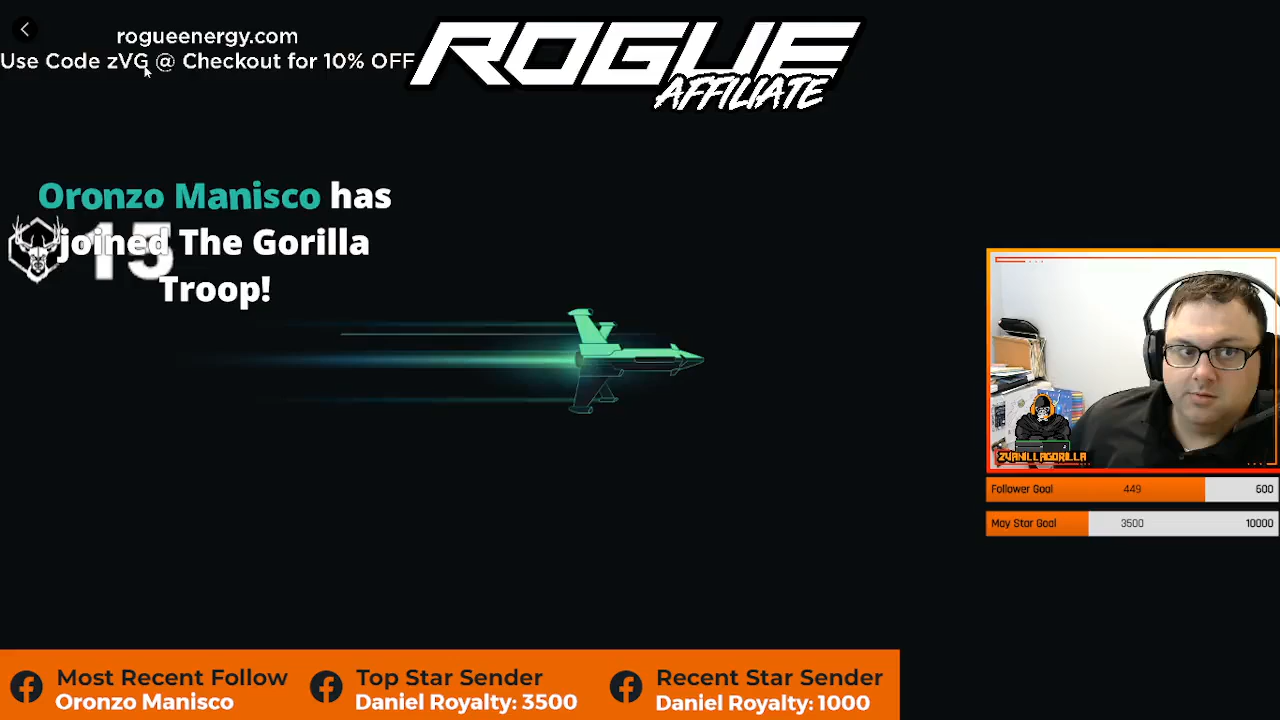 rogueenergy.com
Use Code zVG @ Checkout for 10% OFF
ROGUE
AFFILIATE
Oronzo Manisco has
joined The Gorilla
Troop!
15
ZVANILLAGORILLA
Follower Goal 449 600
May Star Goal 3500 10000
Most Recent Follow
Oronzo Manisco
Top Star Sender
Daniel Royalty: 3500
Recent Star Sender
Daniel Royalty: 1000